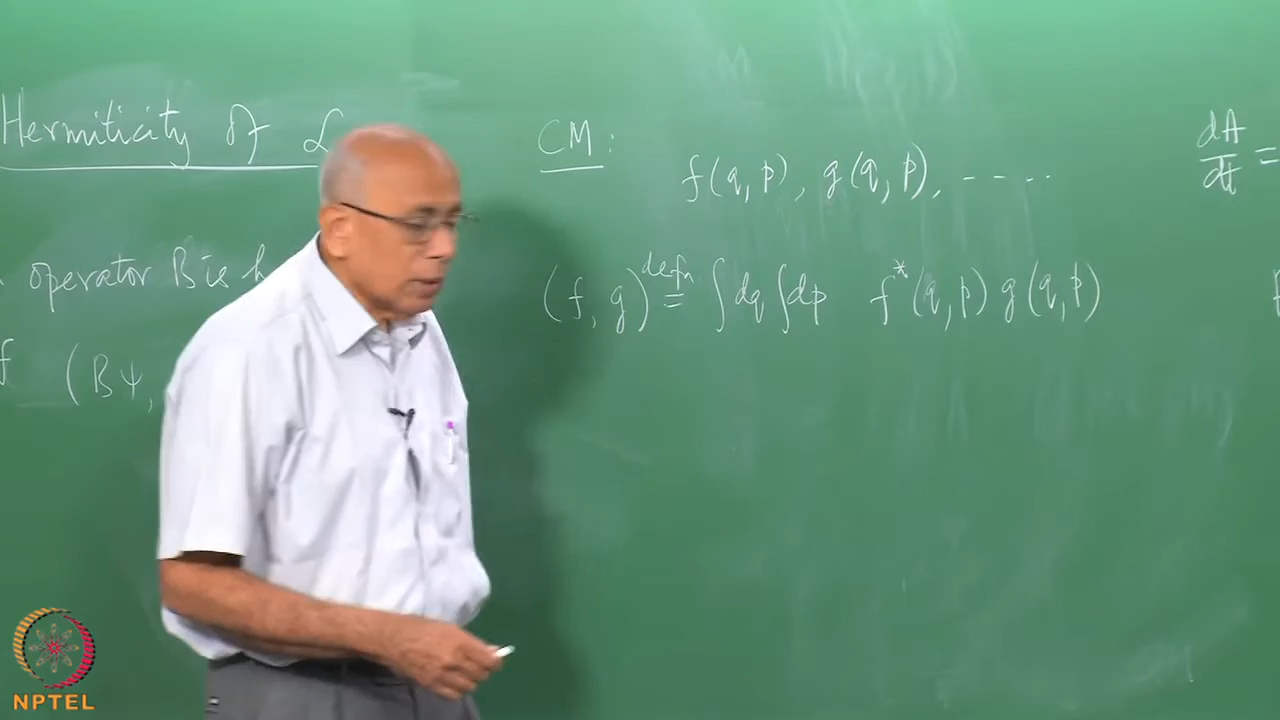 Hermiticity of ℒ
operator B is
(Bψ,
CM:
f(q,p), g(q,p), -----
(f, g) defn = ∫dq ∫dp f*(q,p) g(q,p)
dA/dt =
NPTEL